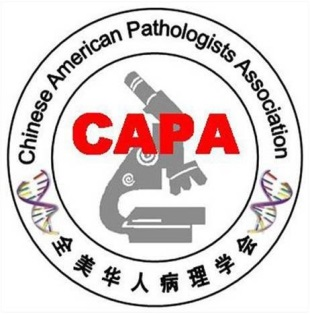 Chinese American Pathologists Association
CAPA
全美华人病理学会